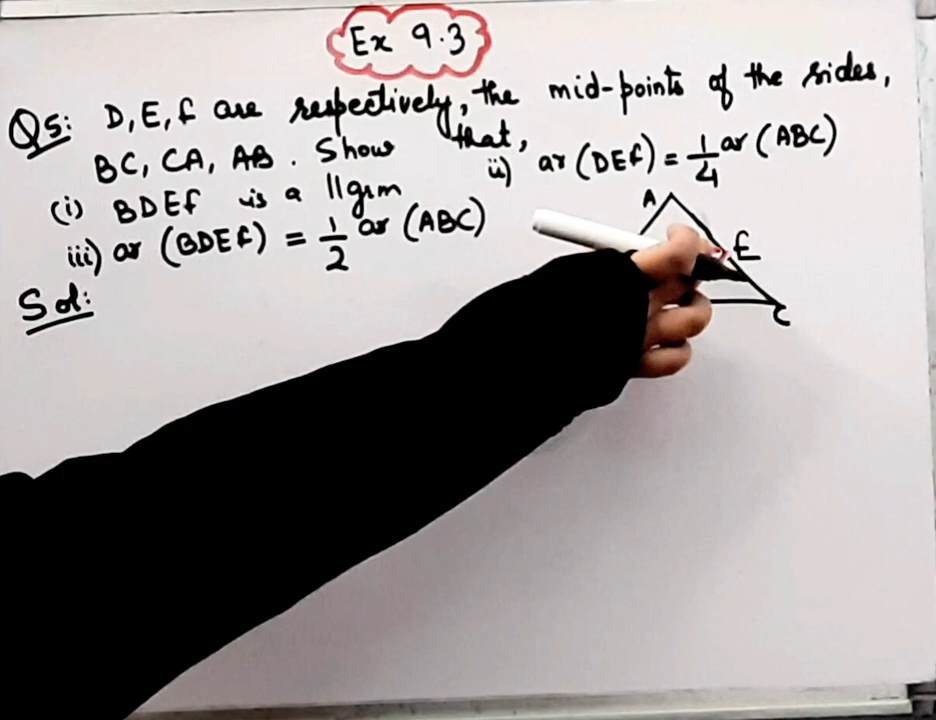 Ex 9.3
Q5: D, E, F are respectively, the mid-points of the sides,
BC, CA, AB. Show that,
(i) BDEF is a ||grm
ii) ar (DEF) = 1/4 ar (ABC)
iii) ar (BDEF) = 1/2 ar (ABC)
Sol:
A
E
C